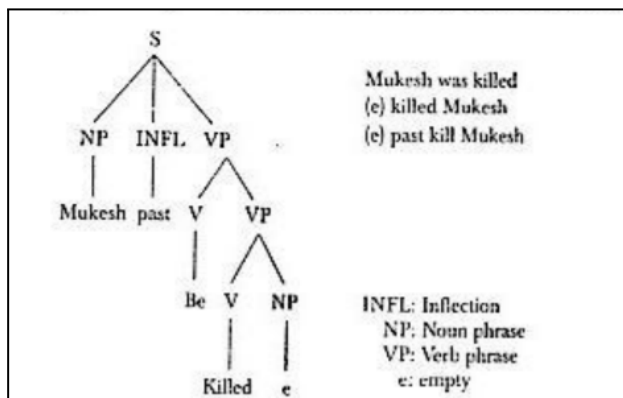 S
Mukesh was killed
(e) killed Mukesh
NP INFL VP
(e) past kill Mukesh
Mukesh past V VP
Be V NP
INFL: Inflection
NP: Noun phrase
VP: Verb phrase
Killed e
e: empty